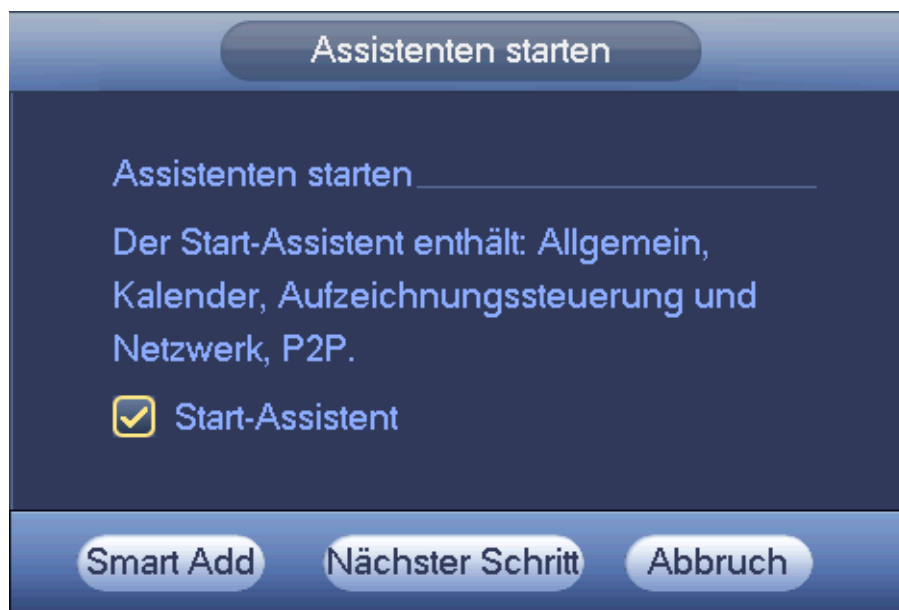 Assistenten starten
Assistenten starten
Der Start-Assistent enthält: Allgemein,
Kalender, Aufzeichnungssteuerung und
Netzwerk, P2P.
Start-Assistent
Smart Add
Nächster Schritt
Abbruch